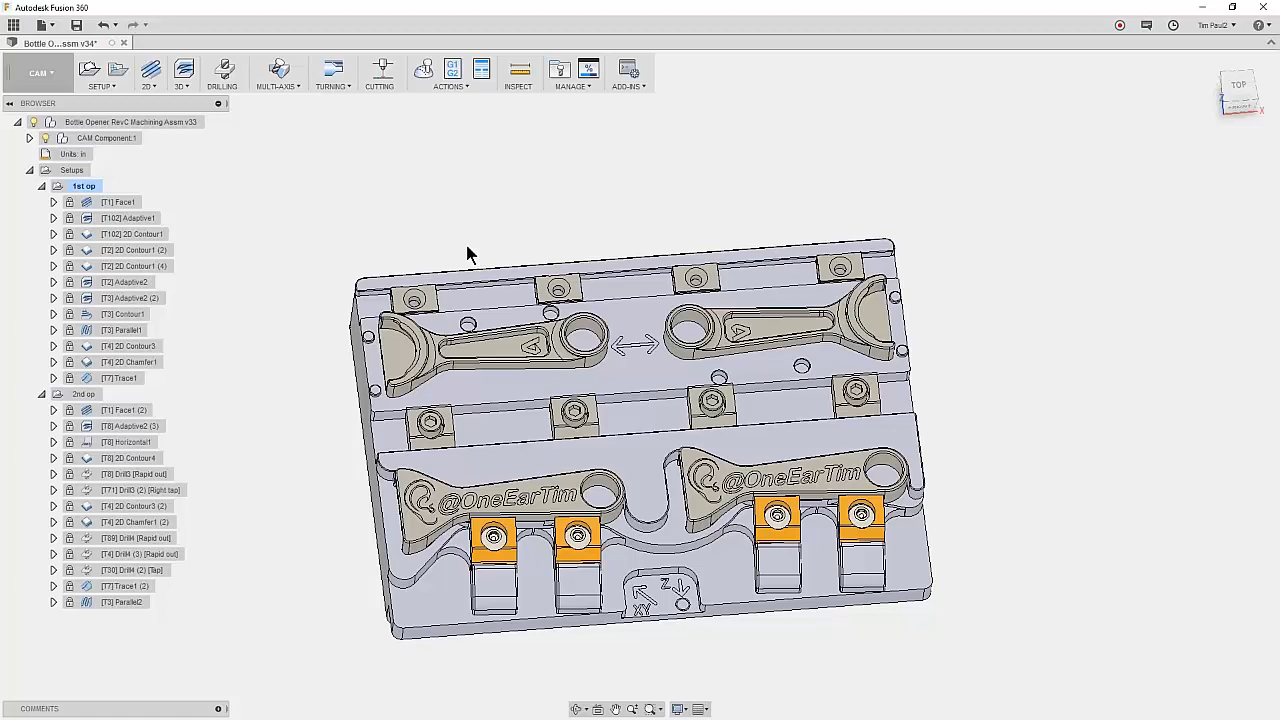 Autodesk Fusion 360
Tim Paul2
Bottle O...ssm v34*
CAM
SETUP
2D
3D
DRILLING
MULTI-AXIS
TURNING
CUTTING
G1
G2
ACTIONS
INSPECT
MANAGE
ADD-INS
TOP
FRONT
Z
X
BROWSER
Bottle Opener RevC Machining Assm v33
CAM Component:1
Units: in
Setups
1st op
[T1] Face1
[T102] Adaptive1
[T102] 2D Contour1
[T2] 2D Contour1 (2)
[T2] 2D Contour1 (4)
[T2] Adaptive2
[T3] Adaptive2 (2)
[T3] Contour1
[T3] Parallel1
[T4] 2D Contour3
[T4] 2D Chamfer1
[T7] Trace1
2nd op
[T1] Face1 (2)
[T8] Adaptive2 (3)
[T8] Horizontal1
[T8] 2D Contour4
[T8] Drill3 [Rapid out]
[T71] Drill3 (2) [Right tap]
[T4] 2D Contour3 (2)
[T4] 2D Chamfer1 (2)
[T89] Drill4 [Rapid out]
[T4] Drill4 (3) [Rapid out]
[T30] Drill4 (2) [Tap]
[T7] Trace1 (2)
[T3] Parallel2
@OneEarTim
@OneEarTim
XY
Z
COMMENTS